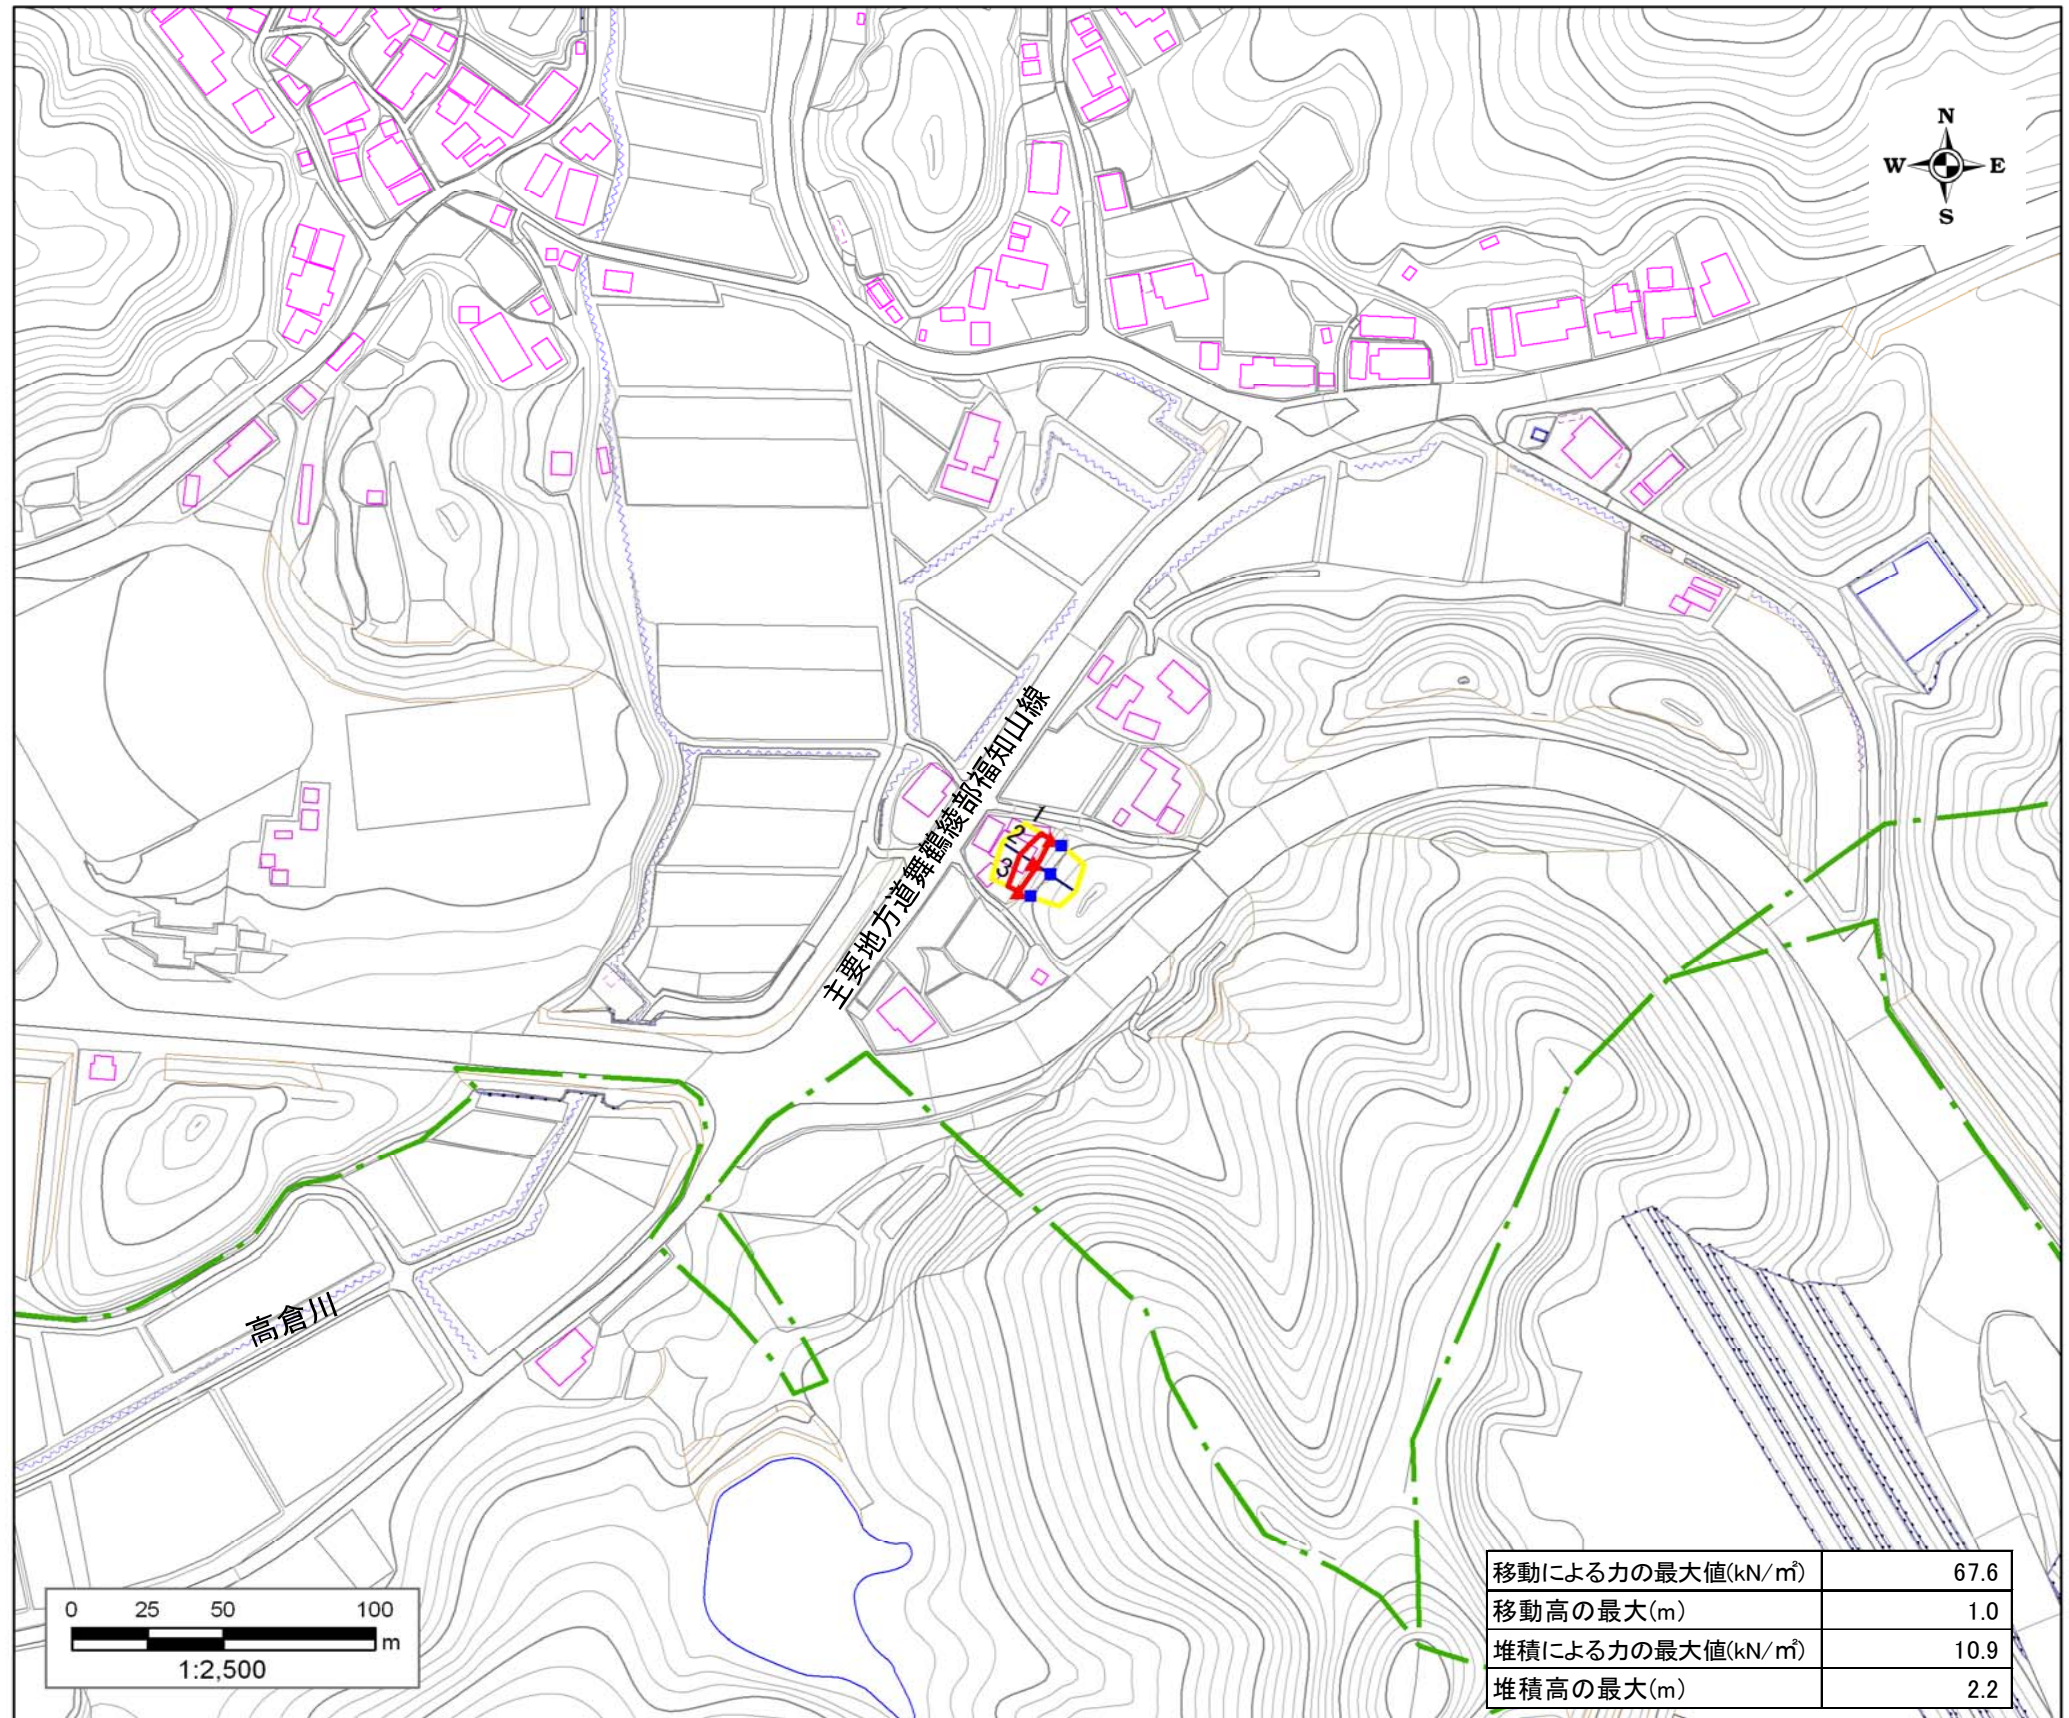 N
W E
S
主要地方道舞鶴綾部福知山線
1
2
3
高倉川
0 25 50 100
m
1:2,500
移動による力の最大値(kN/㎡) 67.6
移動高の最大(m) 1.0
堆積による力の最大値(kN/㎡) 10.9
堆積高の最大(m) 2.2